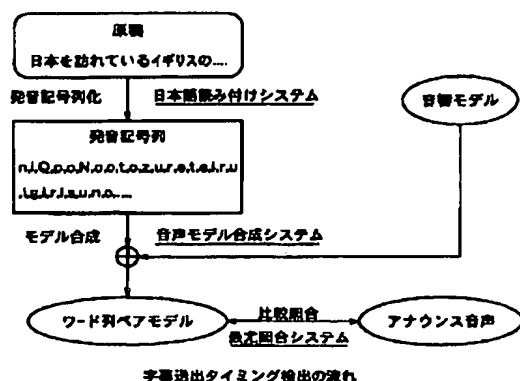 原稿
日本を訪れているイギリスの....
発音記号列化
日本語読み付けシステム
音響モデル
発音記号列
n,i,Q,p,o,N,o,o,t,o,z,u,r,e,t,e,i,r,u
,i,g,i,r,i,s,u,n,o,....
モデル合成
音声モデル合成システム
ワード列ペアモデル
比較照合
最尤照合システム
アナウンス音声
字幕送出タイミング検出の流れ